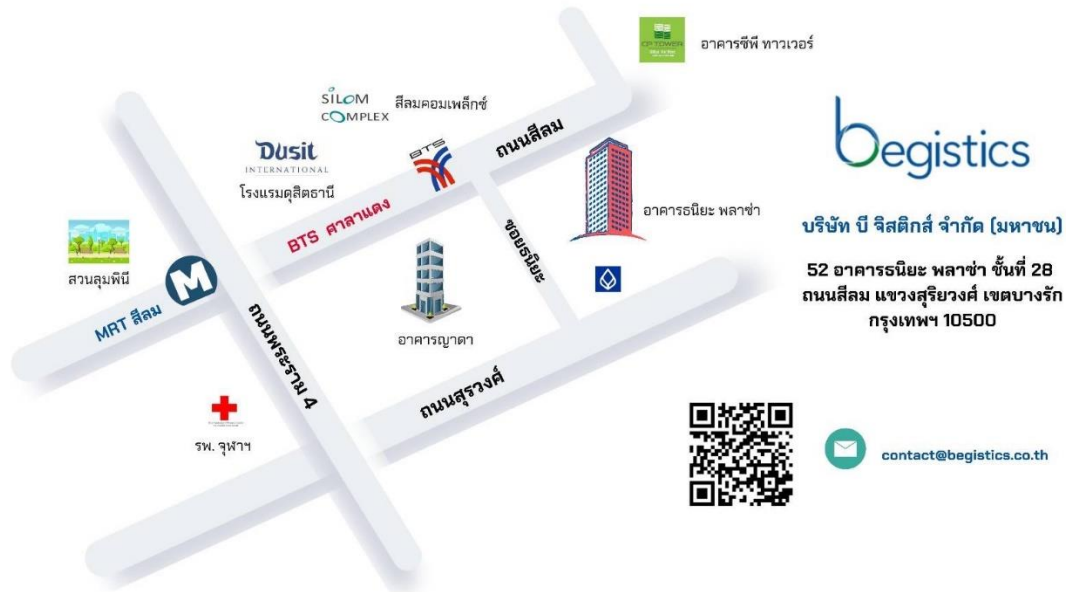 CP TOWER
อาคารซีพี ทาวเวอร์
SILOM
COMPLEX
สีลมคอมเพล็กซ์
BTS
ถนนสีลม
Dusit
INTERNATIONAL
โรงแรมดุสิตธานี
BTS ศาลาแดง
อาคารธนิยะ พลาซ่า
ซอยธนิยะ
สวนลุมพินี
M
MRT สีลม
ถนนพระราม 4
อาคารญาดา
ถนนสุรวงศ์
รพ. จุฬาฯ
begistics
บริษัท บี จิสติกส์ จำกัด (มหาชน)
52 อาคารธนิยะ พลาซ่า ชั้นที่ 28
ถนนสีลม แขวงสุริยวงศ์ เขตบางรัก
กรุงเทพฯ 10500
contact@begistics.co.th